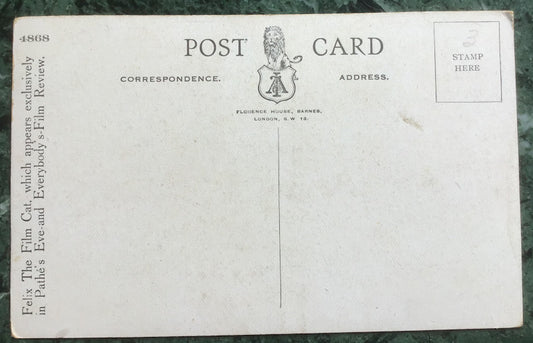 4868
POST CARD
CORRESPONDENCE. ADDRESS.
3
STAMP
HERE
FLORENCE HOUSE, BARNES,
LONDON, S.W 13.
Felix The Film Cat, which appears exclusively
in Pathé's Eve-and Everybody's-Film Review.